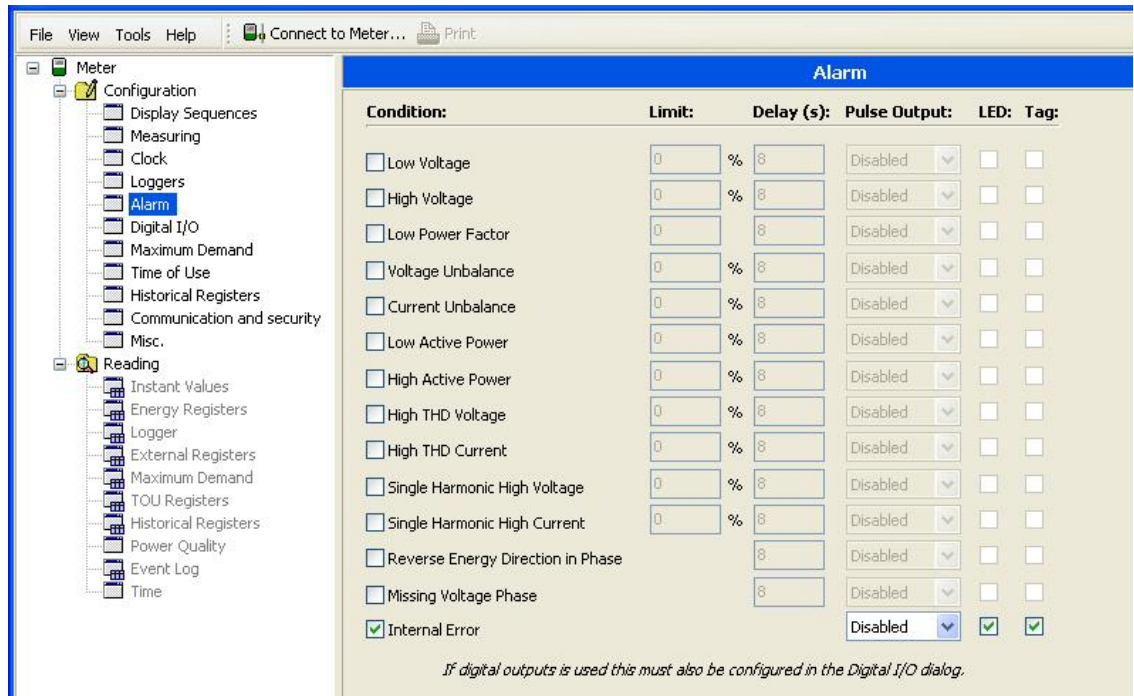 File View Tools Help Connect to Meter... Print
Meter
Configuration
Display Sequences
Measuring
Clock
Loggers
Alarm
Digital I/O
Maximum Demand
Time of Use
Historical Registers
Communication and security
Misc.
Reading
Instant Values
Energy Registers
Logger
External Registers
Maximum Demand
TOU Registers
Historical Registers
Power Quality
Event Log
Time
Alarm
Condition: Limit: Delay (s): Pulse Output: LED: Tag:
Low Voltage 0 % 8 Disabled
High Voltage 0 % 8 Disabled
Low Power Factor 0 8 Disabled
Voltage Unbalance 0 % 8 Disabled
Current Unbalance 0 % 8 Disabled
Low Active Power 0 % 8 Disabled
High Active Power 0 % 8 Disabled
High THD Voltage 0 % 8 Disabled
High THD Current 0 % 8 Disabled
Single Harmonic High Voltage 0 % 8 Disabled
Single Harmonic High Current 0 % 8 Disabled
Reverse Energy Direction in Phase 8 Disabled
Missing Voltage Phase 8 Disabled
Internal Error Disabled
If digital outputs is used this must also be configured in the Digital I/O dialog.